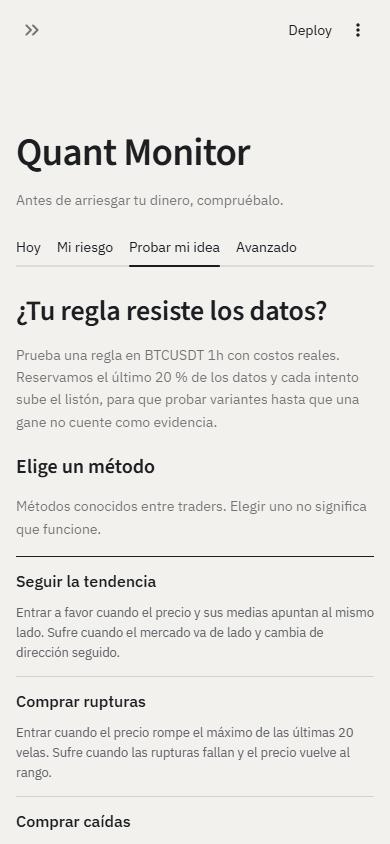 Deploy
Quant Monitor
Antes de arriesgar tu dinero, compruébalo.
Hoy Mi riesgo Probar mi idea Avanzado
¿Tu regla resiste los datos?
Prueba una regla en BTCUSDT 1h con costos reales.
Reservamos el último 20 % de los datos y cada intento
sube el listón, para que probar variantes hasta que una
gane no cuente como evidencia.
Elige un método
Métodos conocidos entre traders. Elegir uno no significa
que funcione.
Seguir la tendencia
Entrar a favor cuando el precio y sus medias apuntan al mismo
lado. Sufre cuando el mercado va de lado y cambia de
dirección seguido.
Comprar rupturas
Entrar cuando el precio rompe el máximo de las últimas 20
velas. Sufre cuando las rupturas fallan y el precio vuelve al
rango.
Comprar caídas